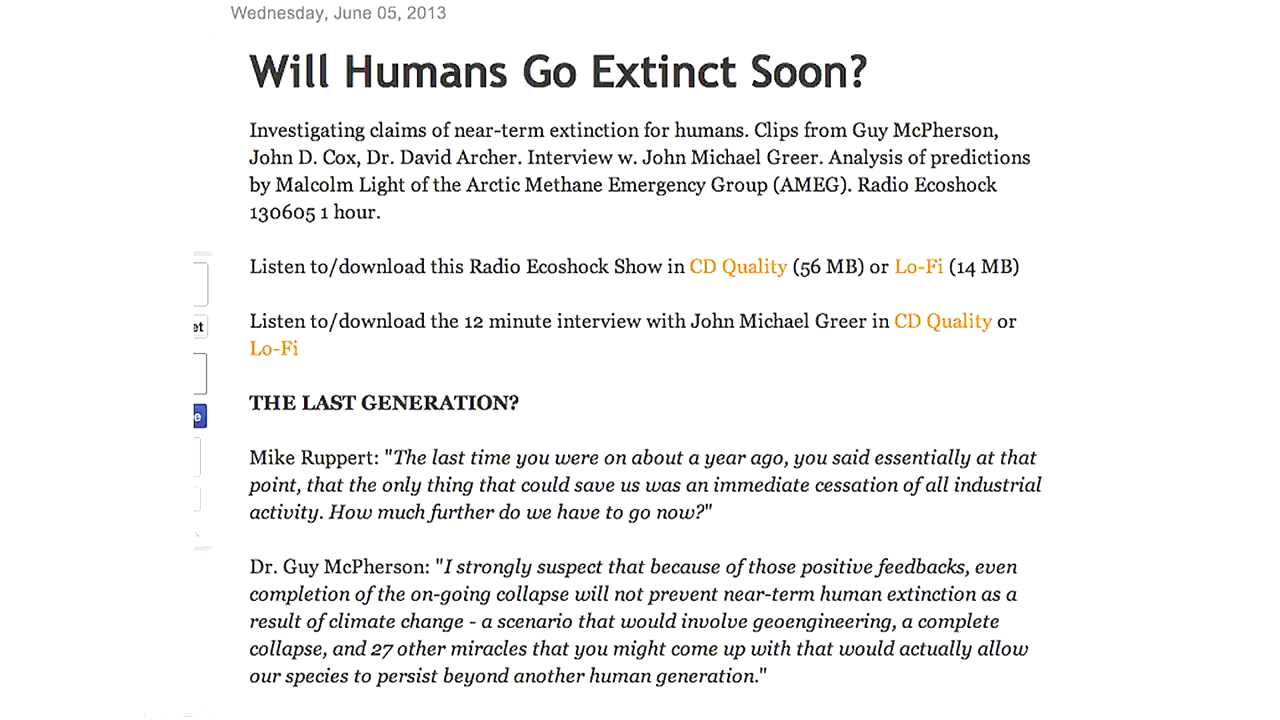 Wednesday, June 05, 2013
Will Humans Go Extinct Soon?
Investigating claims of near-term extinction for humans. Clips from Guy McPherson,
John D. Cox, Dr. David Archer. Interview w. John Michael Greer. Analysis of predictions
by Malcolm Light of the Arctic Methane Emergency Group (AMEG). Radio Ecoshock
130605 1 hour.
Listen to/download this Radio Ecoshock Show in CD Quality (56 MB) or Lo-Fi (14 MB)
et
Listen to/download the 12 minute interview with John Michael Greer in CD Quality or
Lo-Fi
THE LAST GENERATION?
e
Mike Ruppert: "The last time you were on about a year ago, you said essentially at that
point, that the only thing that could save us was an immediate cessation of all industrial
activity. How much further do we have to go now?"
Dr. Guy McPherson: "I strongly suspect that because of those positive feedbacks, even
completion of the on-going collapse will not prevent near-term human extinction as a
result of climate change - a scenario that would involve geoengineering, a complete
collapse, and 27 other miracles that you might come up with that would actually allow
our species to persist beyond another human generation."